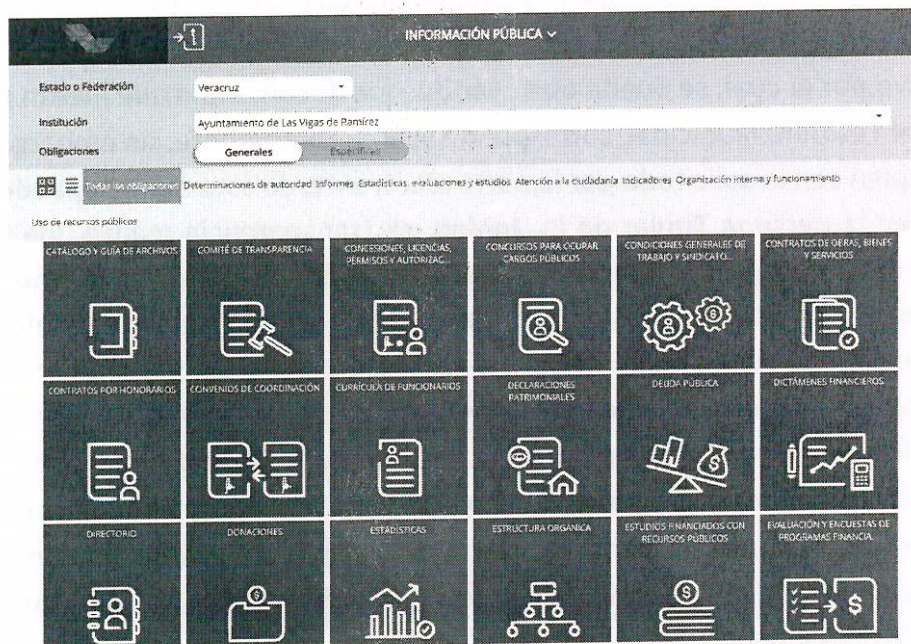 INFORMACIÓN PÚBLICA
Estado o Federación
Veracruz
Institución
Ayuntamiento de Las Vigas de Ramírez
Obligaciones
Generales
Específicas
Todas las obligaciones Determinaciones de autoridad Informes Estadísticas, evaluaciones y estudios Atención a la ciudadanía Indicadores Organización interna y funcionamiento
Uso de recursos públicos
CATÁLOGO Y GUÍA DE ARCHIVOS
COMITÉ DE TRANSPARENCIA
CONCESIONES, LICENCIAS,
PERMISOS Y AUTORIZAC...
CONCURSOS PARA OCUPAR
CARGOS PÚBLICOS
CONDICIONES GENERALES DE
TRABAJO Y SINDICATO...
CONTRATOS DE OBRAS, BIENES
Y SERVICIOS
CONTRATOS POR HONORARIOS
CONVENIOS DE COORDINACIÓN
CURRÍCULA DE FUNCIONARIOS
DECLARACIONES
PATRIMONIALES
DEUDA PÚBLICA
DICTÁMENES FINANCIEROS
DIRECTORIO
DONACIONES
ESTADÍSTICAS
ESTRUCTURA ORGÁNICA
ESTUDIOS FINANCIADOS CON
RECURSOS PÚBLICOS
EVALUACIÓN Y ENCUESTAS DE
PROGRAMAS FINANCIA...